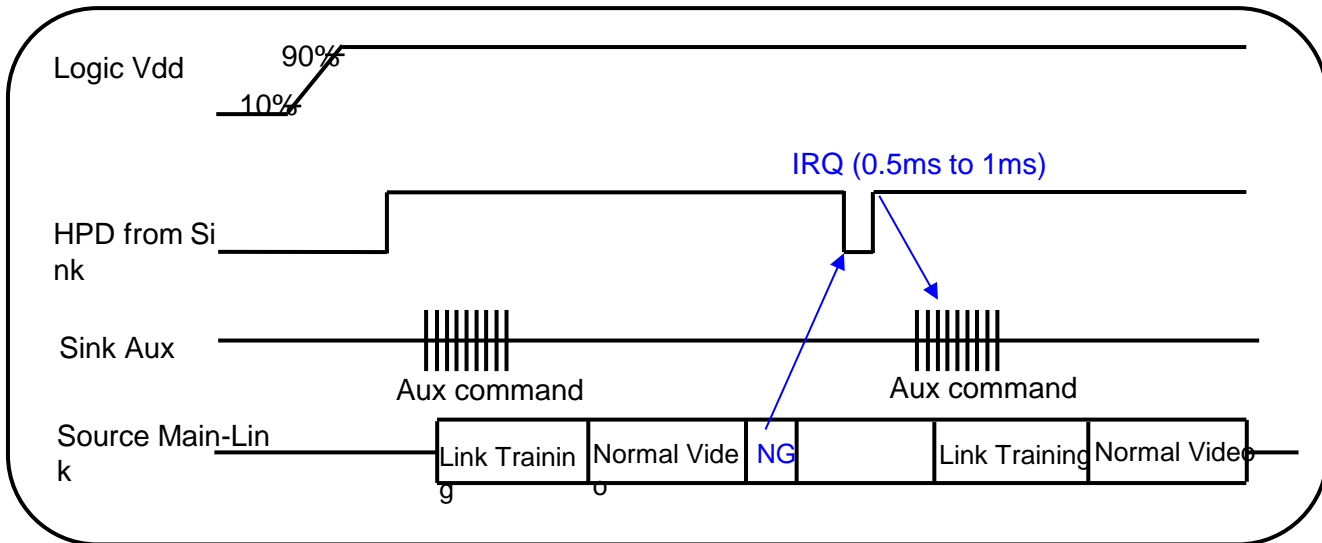 90%
Logic Vdd
10%
IRQ (0.5ms to 1ms)
HPD from Si
nk
Sink Aux
Aux command
Aux command
Source Main-Lin
k
Link Trainin
g
Normal Vide
o
NG
Link Training
Normal Video